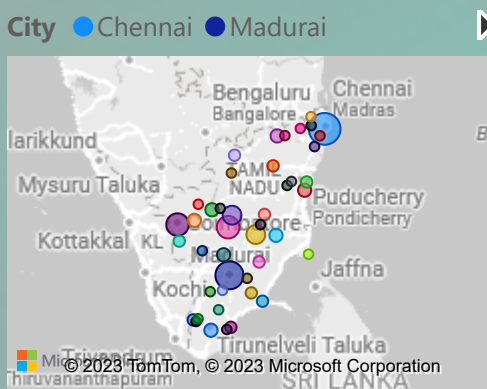 City Chennai Madurai
Bengaluru
Bangalore
Chennai
Madras
larikkund
TAMIL
NADU
Mysuru Taluka
Puducherry
Pondicherry
Kottakkal KL
Madurai
Jaffna
Kochi
Tirunelveli Taluka
Trivandrum
© 2023 TomTom, © 2023 Microsoft Corporation
Thiruvananthapuram
SRI LANKA